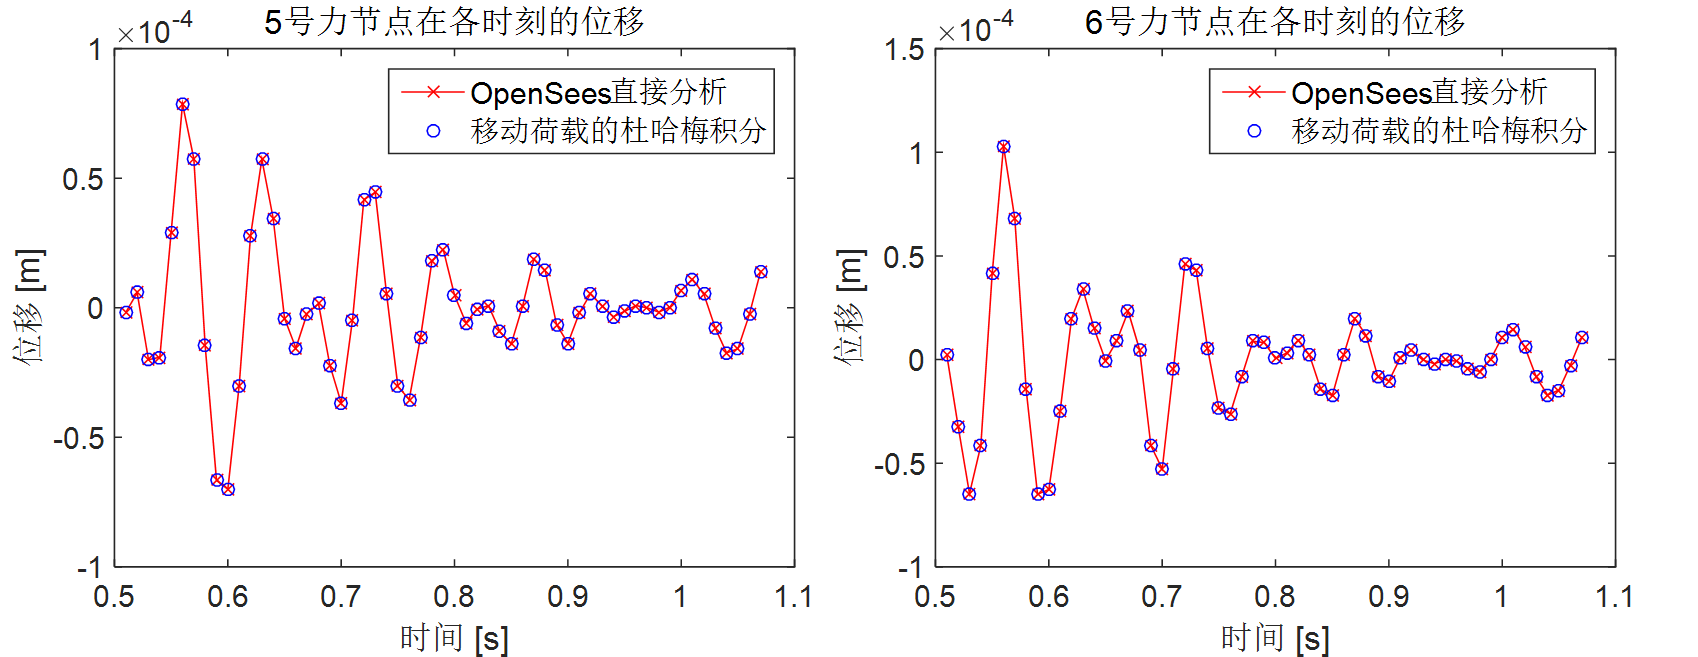 5号力节点在各时刻的位移
×10-4
1
0.5
0
-0.5
-1
0.5 0.6 0.7 0.8 0.9 1 1.1
位移 [m]
时间 [s]
OpenSees直接分析
移动荷载的杜哈梅积分
6号力节点在各时刻的位移
×10-4
1.5
1
0.5
0
-0.5
-1
0.5 0.6 0.7 0.8 0.9 1 1.1
位移 [m]
时间 [s]
OpenSees直接分析
移动荷载的杜哈梅积分